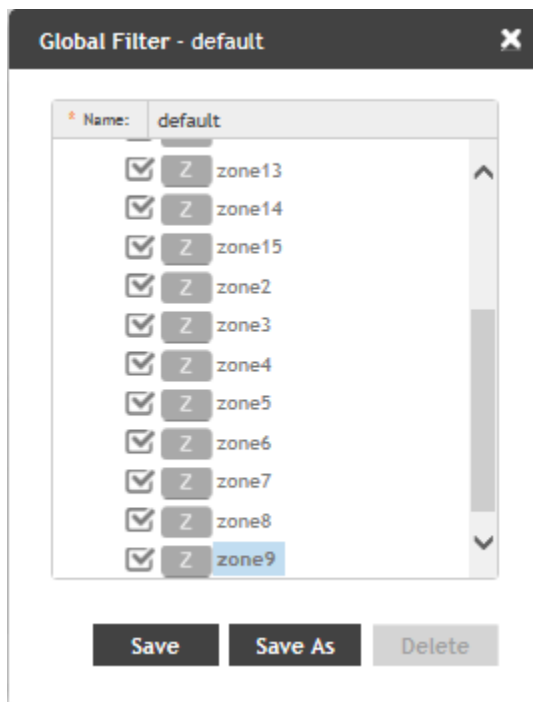 Global Filter - default
* Name: default
Z zone13
Z zone14
Z zone15
Z zone2
Z zone3
Z zone4
Z zone5
Z zone6
Z zone7
Z zone8
Z zone9
Save Save As Delete